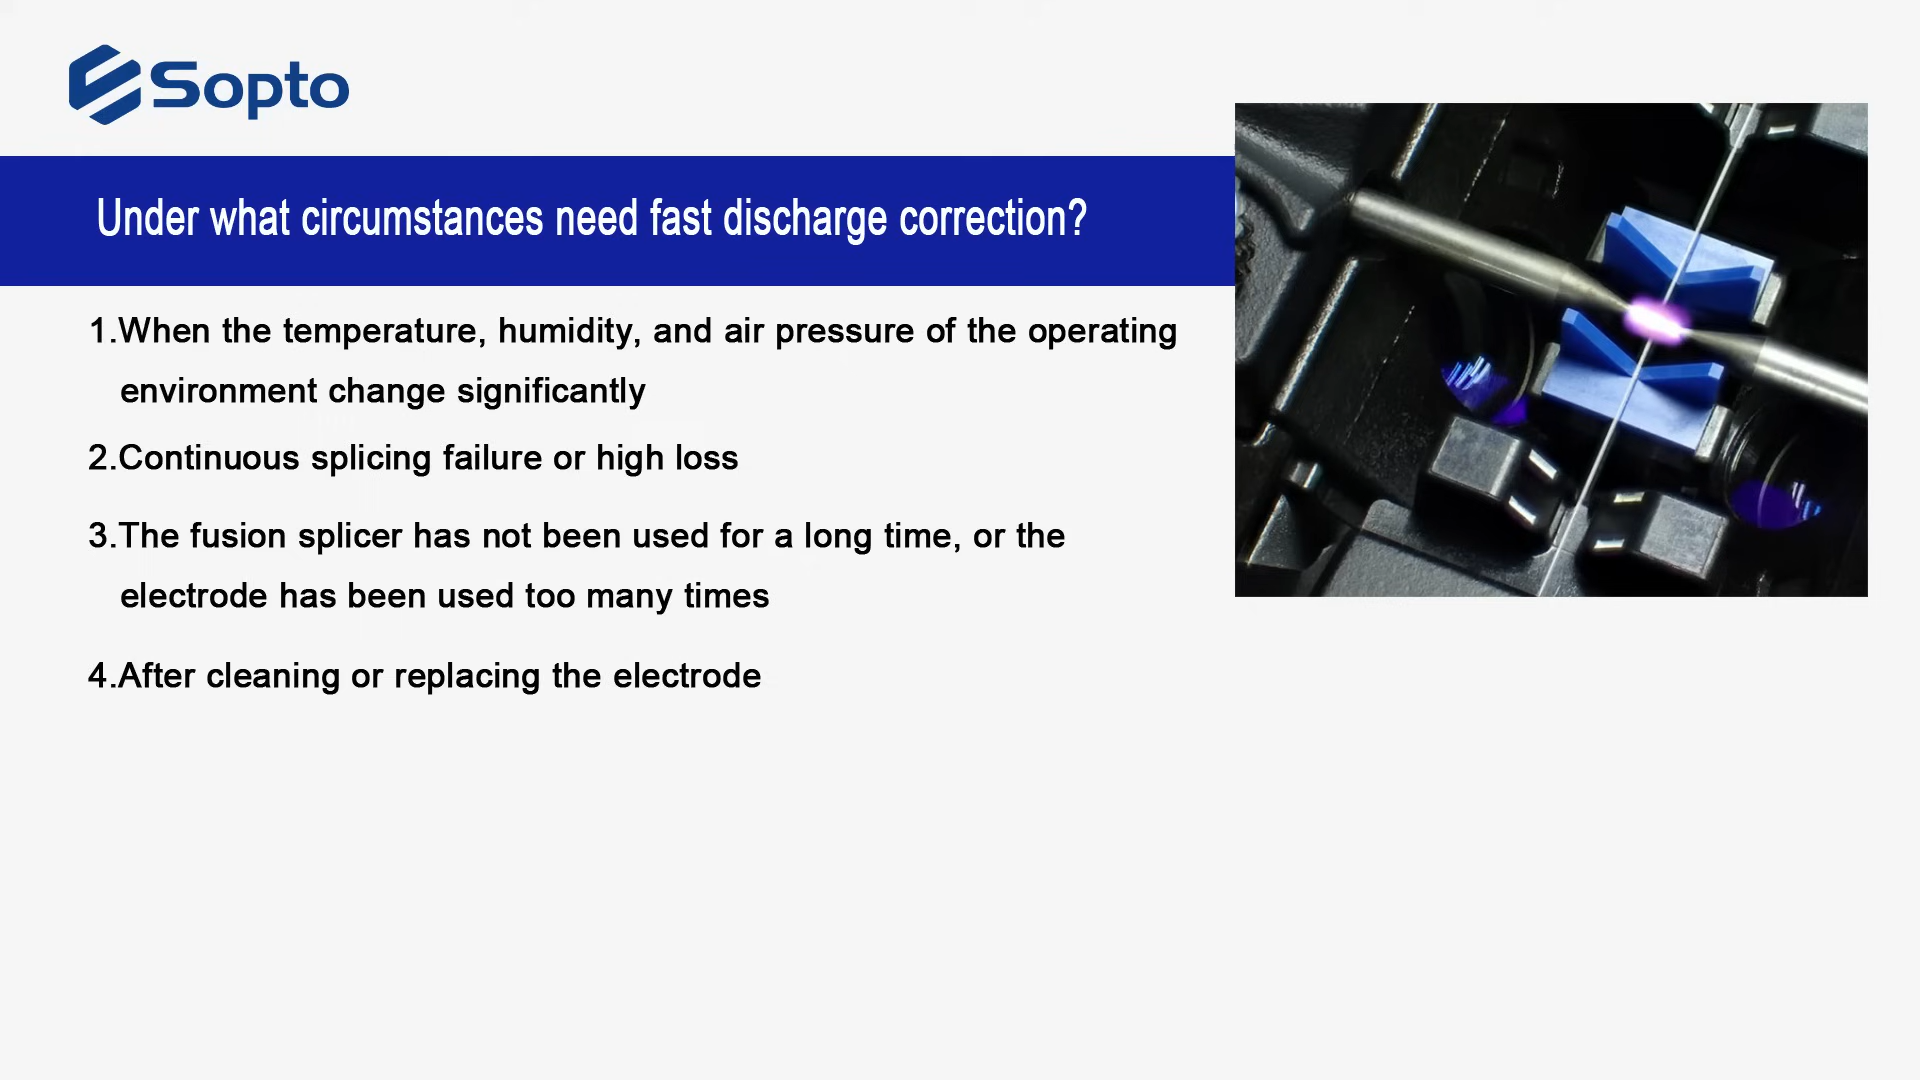 Sopto
Under what circumstances need fast discharge correction?
1.When the temperature, humidity, and air pressure of the operating
environment change significantly
2.Continuous splicing failure or high loss
3.The fusion splicer has not been used for a long time, or the
electrode has been used too many times
4.After cleaning or replacing the electrode